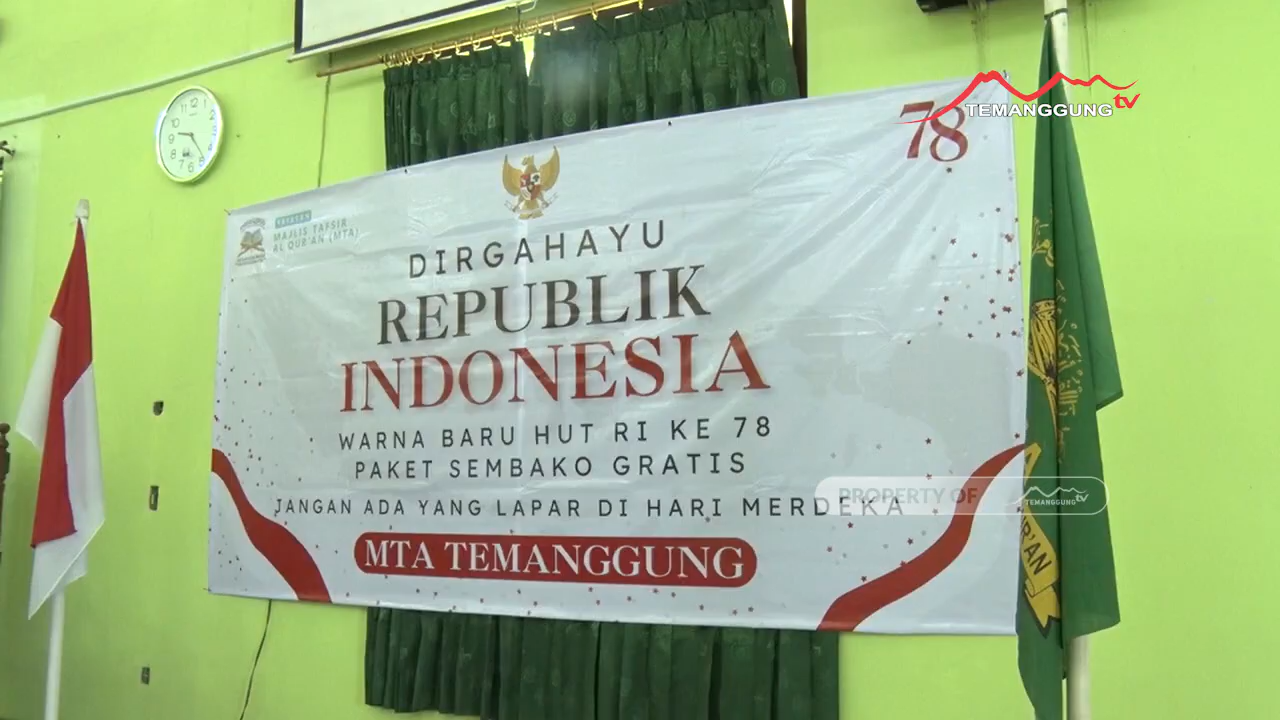 78
TEMANGGUNG tv
YAYASAN
MAJLIS TAFSIR
AL QUR'AN (MTA)
DIRGAHAYU
REPUBLIK
INDONESIA
WARNA BARU HUT RI KE 78
PAKET SEMBAKO GRATIS
JANGAN ADA YANG LAPAR DI HARI MERDEKA
PROPERTY OF TEMANGGUNG tv
MTA TEMANGGUNG